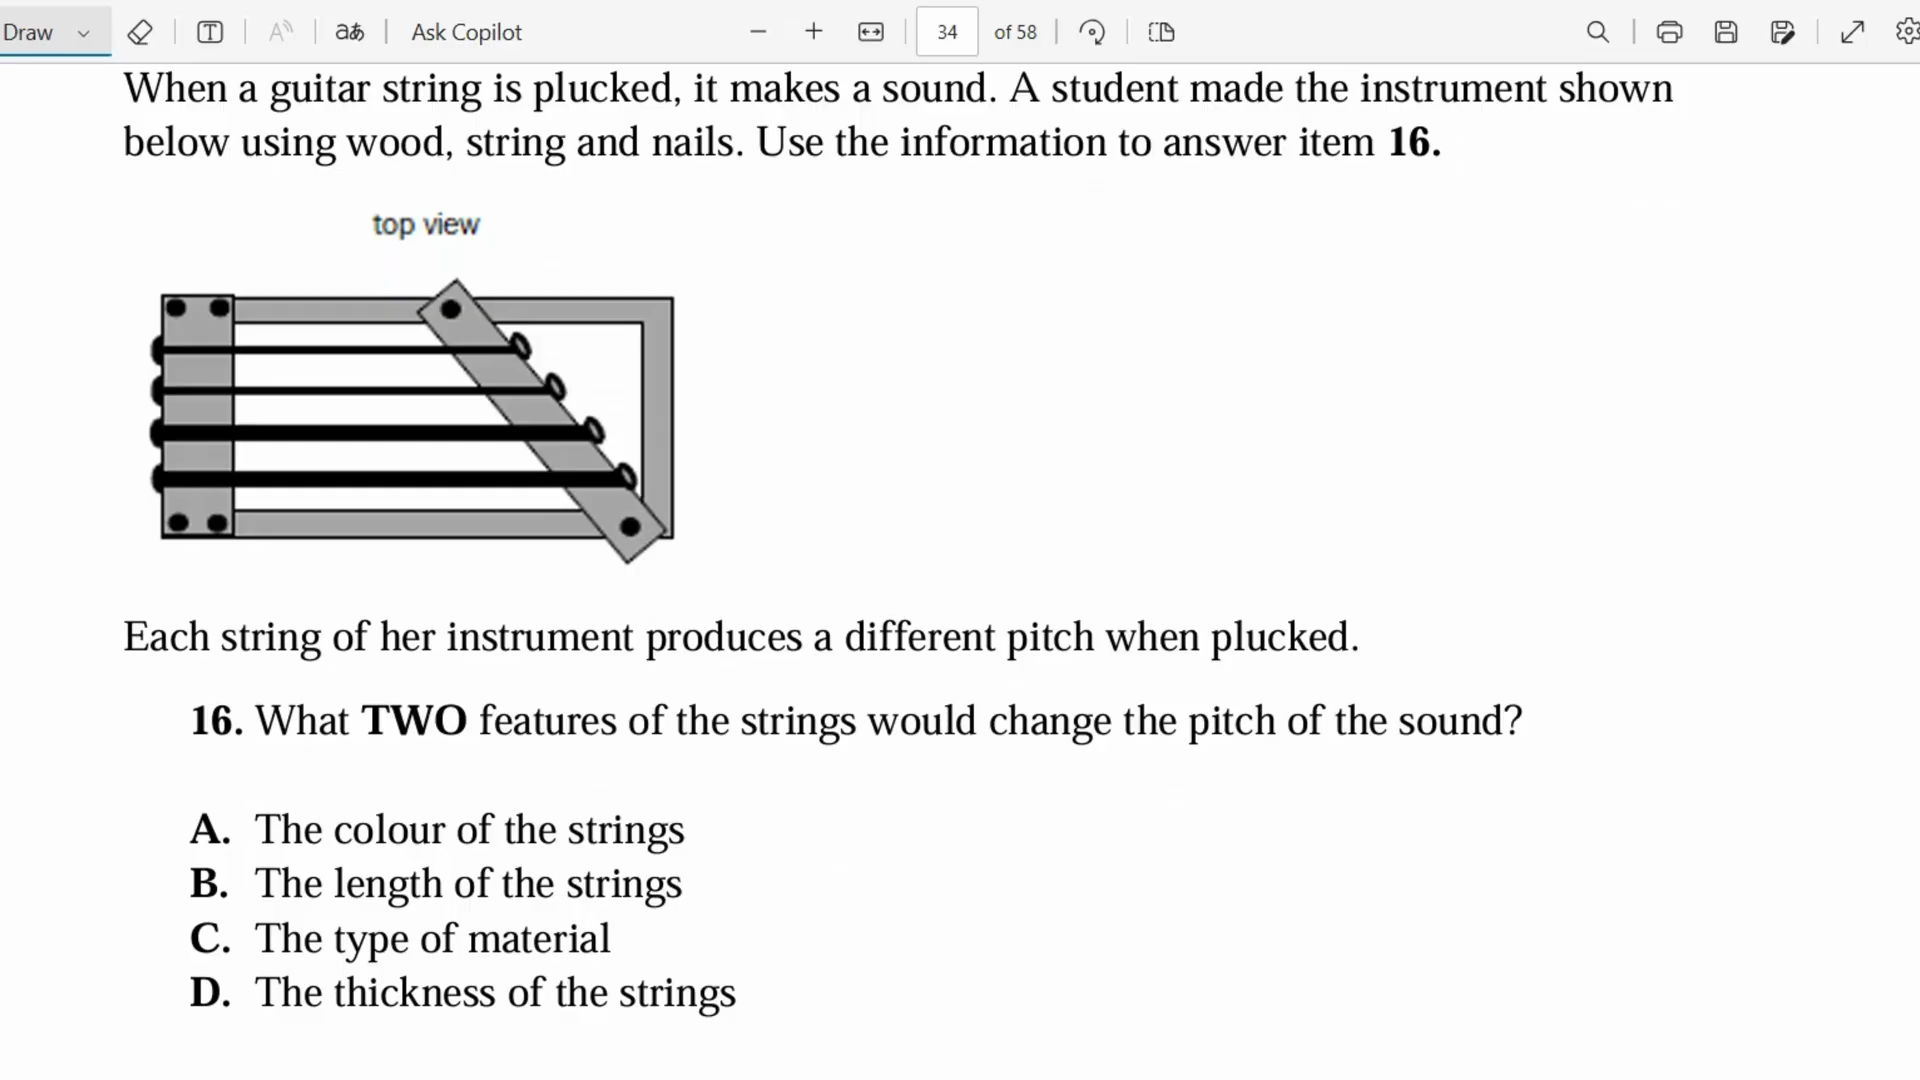 Draw
aあ
Ask Copilot
34
of 58
When a guitar string is plucked, it makes a sound. A student made the instrument shown
below using wood, string and nails. Use the information to answer item 16.
top view
Each string of her instrument produces a different pitch when plucked.
16. What TWO features of the strings would change the pitch of the sound?
A. The colour of the strings
B. The length of the strings
C. The type of material
D. The thickness of the strings